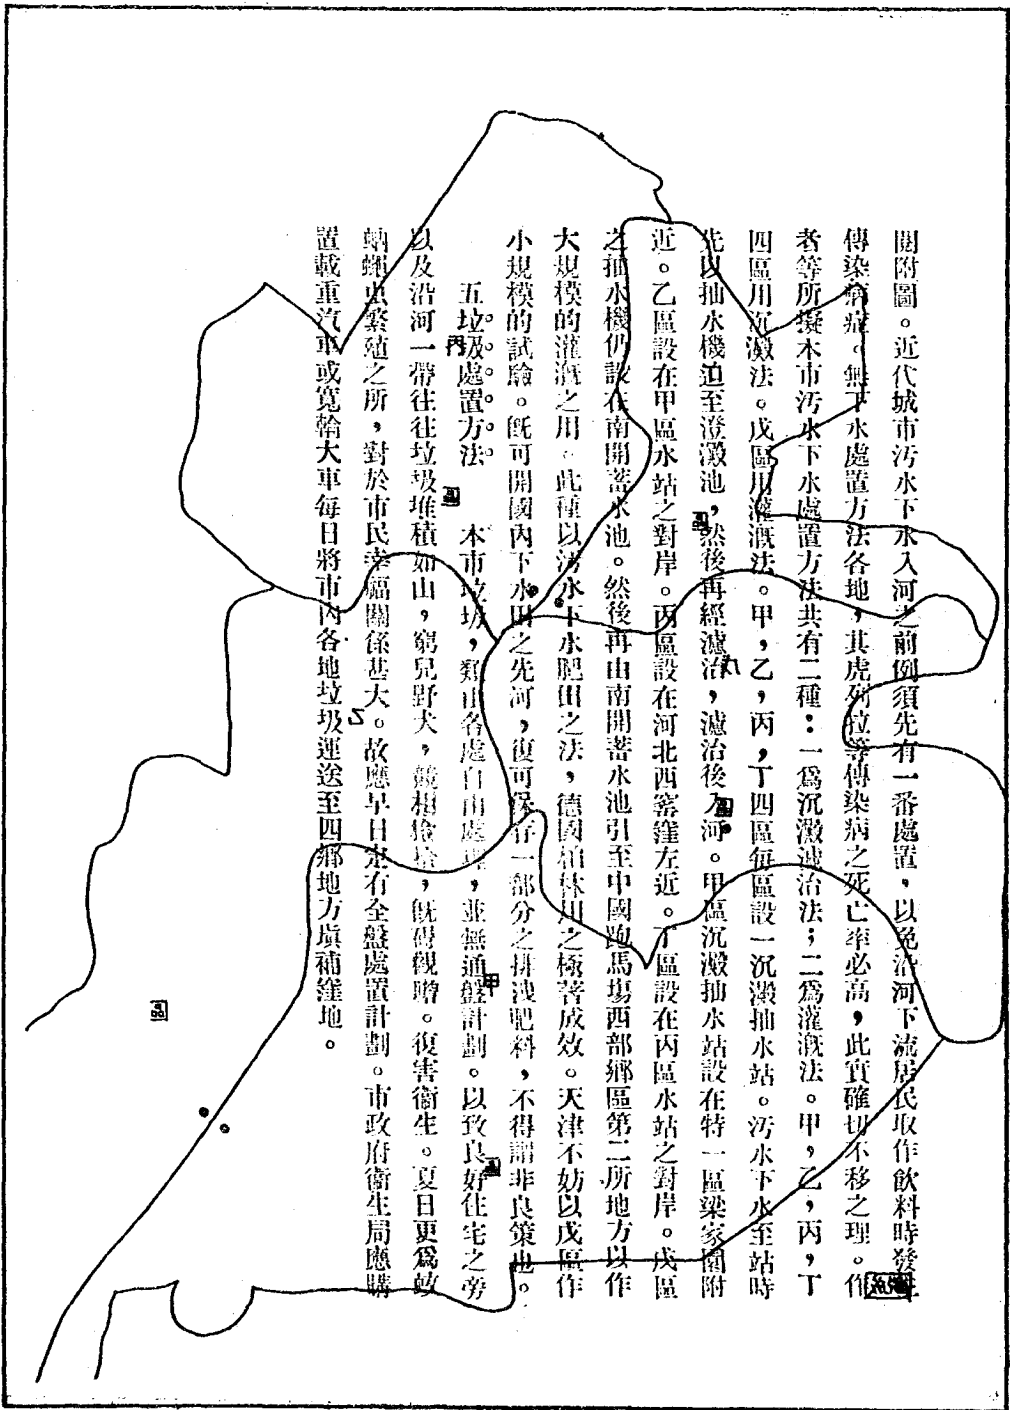 關附圖。近代城市汚水下水入河之前例須先有一番處置，以免沿河下流居民取作飲料時發生
傳染病症。無下水處置方法各地，其虎列拉等傳染病之死亡率必高，此實確切不移之理。作
者等所擬本市汚水下水處置方法共有二種：一爲沉澱濾治法；二爲灌漑法。甲，乙，丙，丁
四區用沉澱法。戊區用灌漑法。甲，乙，丙，丁四區每區設一沉澱抽水站。汚水下水至站時
先以抽水機迫至澄澱池，然後再經濾治，濾治後入河。甲區沉澱抽水站設在特一區梁家園附
近。乙區設在甲區水站之對岸。丙區設在河北西窰窪左近。丁區設在丙區水站之對岸。戊區
之抽水機仍設在南開蓄水池。然後再由南開蓄水池引至中國跑馬塲西部鄉區第二所地方以作
大規模的灌漑之用。此種以汚水下水肥田之法，德國柏林用之極著成效。天津不妨以戊區作
小規模的試驗。旣可開國內下水田之先河，復可保存一部分之排洩肥料，不得謂非良策也。
五垃圾處置方法　本市垃圾，類由各處自由處理，並無通盤計劃。以致良好住宅之旁
以及沿河一帶往往垃圾堆積如山，窮兒野犬，競相撿拾，旣碍觀瞻。復害衞生。夏日更爲蚊
蚋蠅虫繁殖之所，對於市民幸福關係甚大。故應早日定有全盤處置計劃。市政府衞生局應購
置載重汽車或寬輪大車每日將市內各地垃圾運送至四鄉地方塡補窪地。
丙
乙
甲